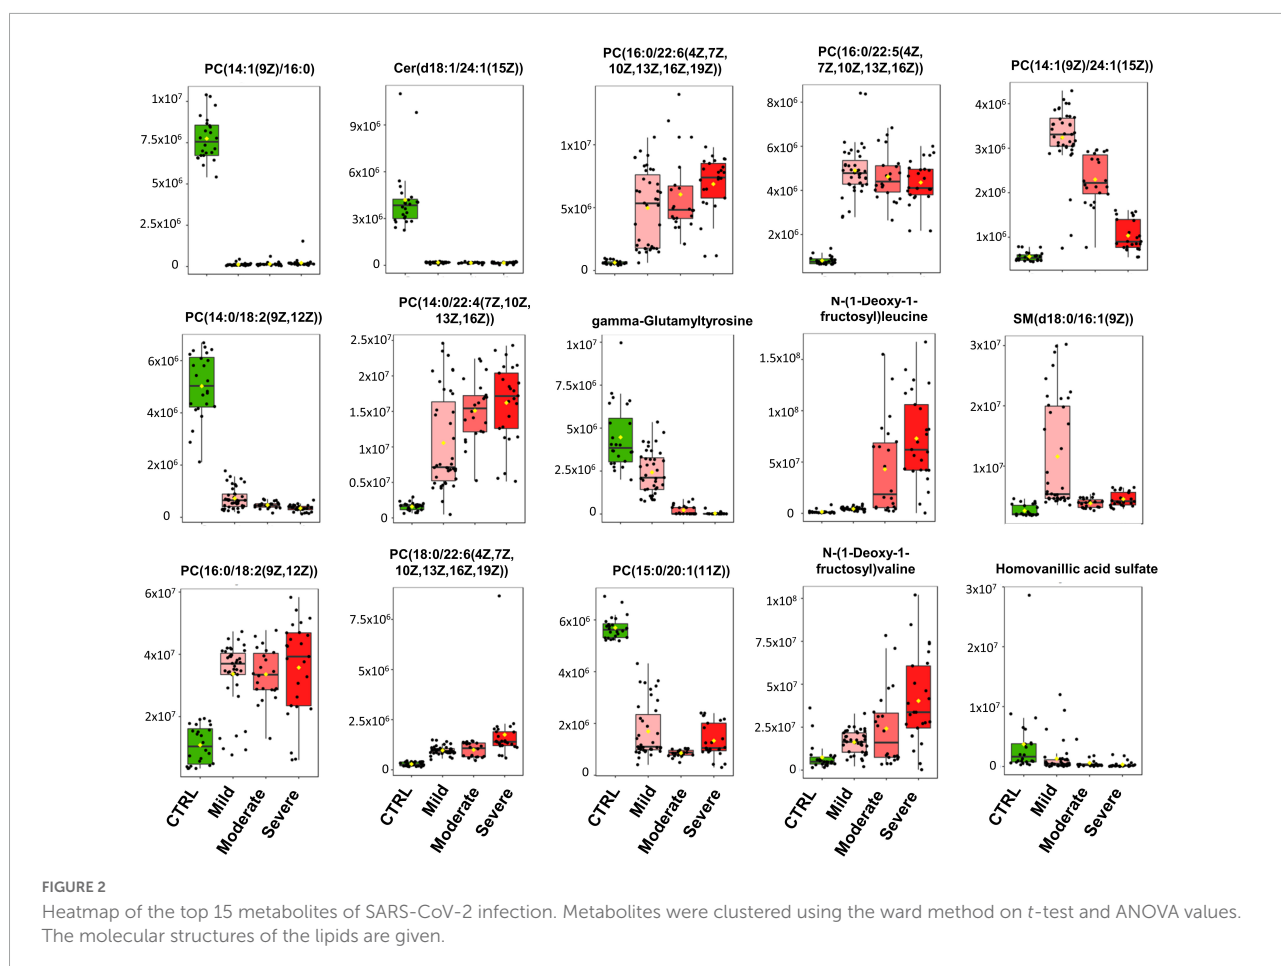 PC(14:1(9Z)/16:0)
1x10⁷
7.5x10⁶
5x10⁶
2.5x10⁶
0
Cer(d18:1/24:1(15Z))
9x10⁶
6x10⁶
3x10⁶
0
PC(16:0/22:6(4Z,7Z,
10Z,13Z,16Z,19Z))
1x10⁷
5x10⁶
0
PC(16:0/22:5(4Z,
7Z,10Z,13Z,16Z))
8x10⁶
6x10⁶
4x10⁶
2x10⁶
PC(14:1(9Z)/24:1(15Z))
4x10⁶
3x10⁶
2x10⁶
1x10⁶
PC(14:0/18:2(9Z,12Z))
6x10⁶
4x10⁶
2x10⁶
0
PC(14:0/22:4(7Z,10Z,
13Z,16Z))
2.5x10⁷
2x10⁷
1.5x10⁷
1x10⁷
0.5x10⁷
0
gamma-Glutamyltyrosine
1x10⁷
7.5x10⁶
5x10⁶
2.5x10⁶
0
N-(1-Deoxy-1-
fructosyl)leucine
1.5x10⁸
1x10⁸
5x10⁷
0
SM(d18:0/16:1(9Z))
3x10⁷
2x10⁷
1x10⁷
PC(16:0/18:2(9Z,12Z))
6x10⁷
4x10⁷
2x10⁷
CTRL
Mild
Moderate
Severe
PC(18:0/22:6(4Z,7Z,
10Z,13Z,16Z,19Z))
7.5x10⁶
5x10⁶
2.5x10⁶
0
CTRL
Mild
Moderate
Severe
PC(15:0/20:1(11Z))
6x10⁶
4x10⁶
2x10⁶
0
CTRL
Mild
Moderate
Severe
N-(1-Deoxy-1-
fructosyl)valine
1x10⁸
7.5x10⁷
5x10⁷
2.5x10⁷
0
CTRL
Mild
Moderate
Severe
Homovanillic acid sulfate
3x10⁷
2x10⁷
1x10⁷
0
CTRL
Mild
Moderate
Severe
FIGURE 2
Heatmap of the top 15 metabolites of SARS-CoV-2 infection. Metabolites were clustered using the ward method on t-test and ANOVA values.
The molecular structures of the lipids are given.